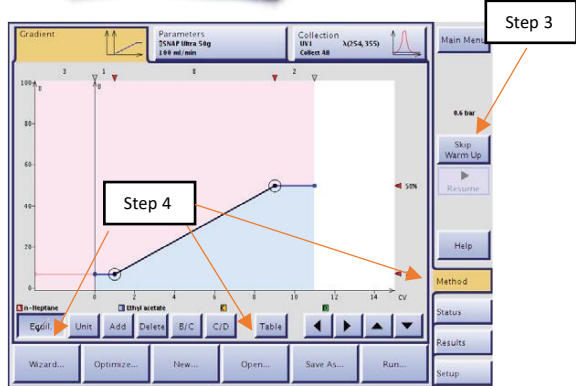 Step 3
Gradient
Parameters
SNAP Ultra 50g
100 ml/min
Collection
UV1 λ(254, 355)
Collect All
Main Menu
3 1 8 2
100
80
60
40
20
0
0 2 4 6 8 10 12 14 CV
50%
0.6 bar
Skip
Warm Up
Resume
Help
Step 4
A n-Heptane
B Ethyl acetate
Equil.
Unit
Add
Delete
B/C
C/D
Table
Method
Status
Results
Setup
Wizard...
Optimize...
New...
Open...
Save As...
Run...